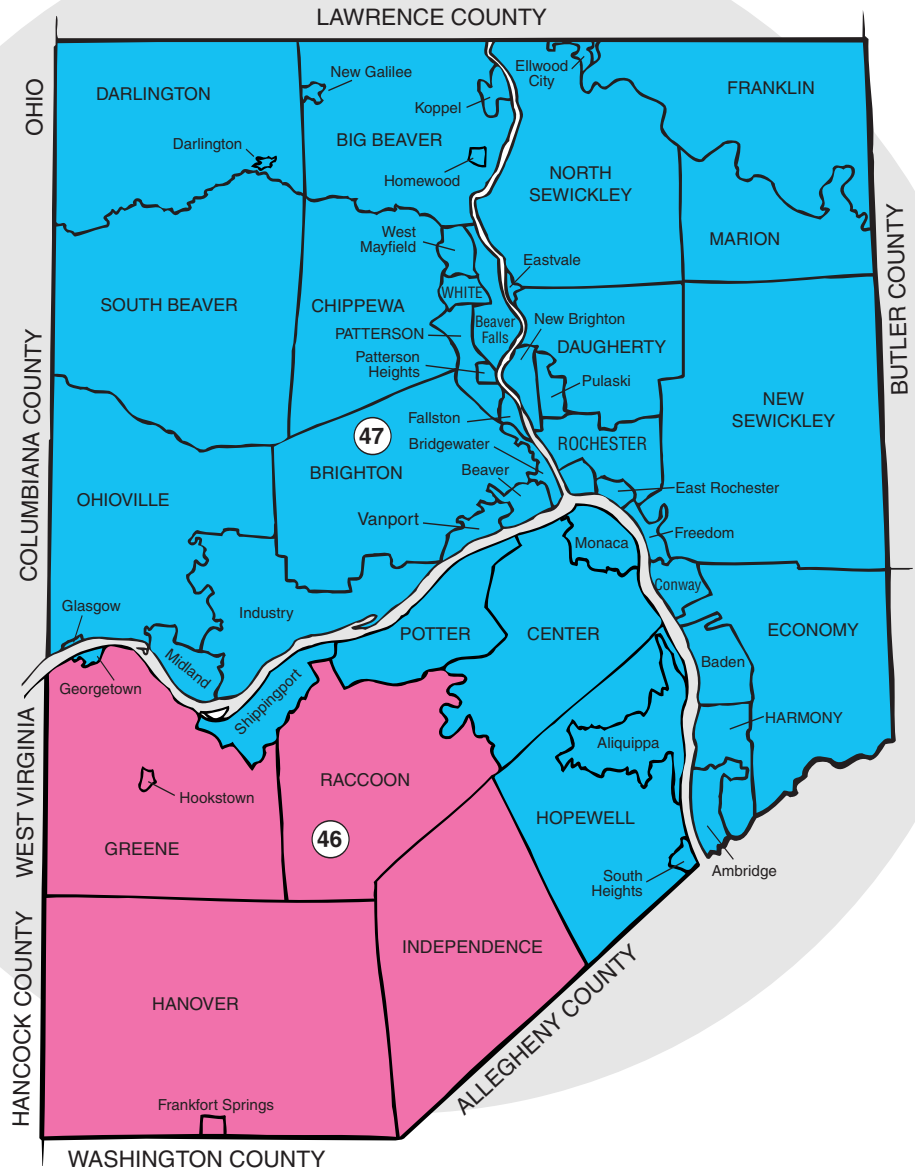 LAWRENCE COUNTY
OHIO
DARLINGTON
New Galilee
Koppel
Ellwood
City
FRANKLIN
Darlington
BIG BEAVER
Homewood
NORTH
SEWICKLEY
MARION
BUTLER COUNTY
SOUTH BEAVER
CHIPPEWA
West
Mayfield
WHITE
Eastvale
PATTERSON
Beaver
Falls
New Brighton
DAUGHERTY
Patterson
Heights
Pulaski
NEW
SEWICKLEY
COLUMBIANA COUNTY
47
BRIGHTON
Fallston
Bridgewater
ROCHESTER
Beaver
East Rochester
OHIOVILLE
Vanport
Freedom
Monaca
Industry
Conway
Glasgow
POTTER
CENTER
ECONOMY
Midland
Baden
Georgetown
Shippingport
HARMONY
WEST VIRGINIA
Aliquippa
RACCOON
Hookstown
HOPEWELL
46
GREENE
South
Heights
Ambridge
HANCOCK COUNTY
INDEPENDENCE
HANOVER
ALLEGHENY COUNTY
Frankfort Springs
WASHINGTON COUNTY